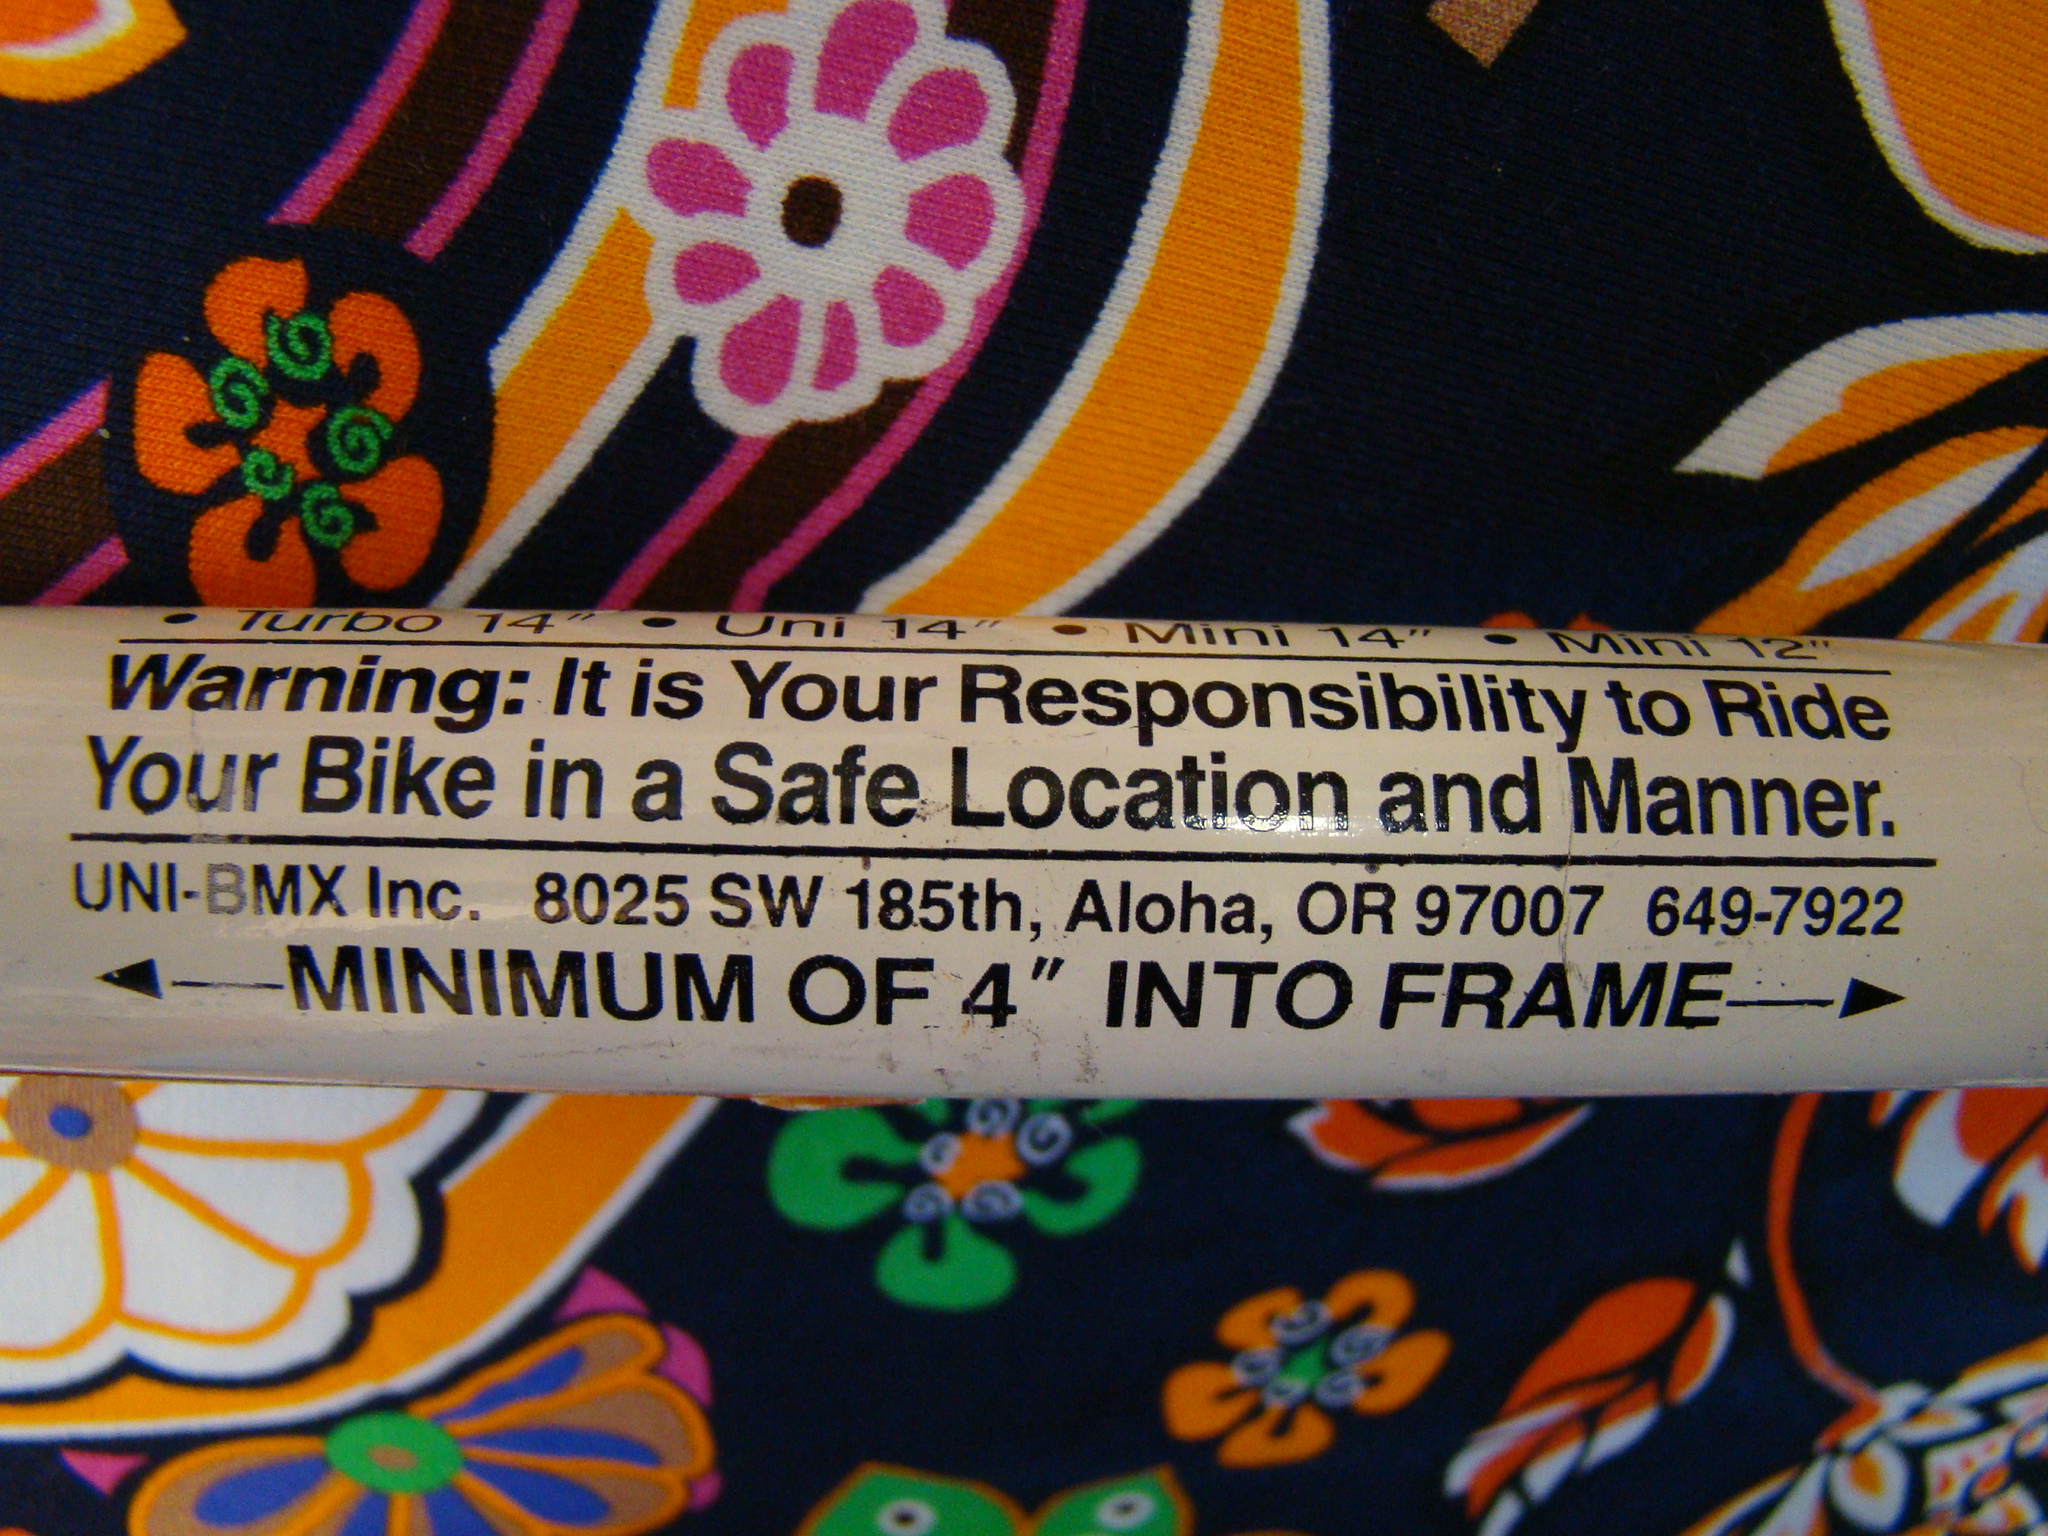 • Turbo 14" • Uni 14" • Mini 14" • Mini 12"
Warning: It is Your Responsibility to Ride
Your Bike in a Safe Location and Manner.
UNI-BMX Inc. 8025 SW 185th, Aloha, OR 97007 649-7922
MINIMUM OF 4" INTO FRAME